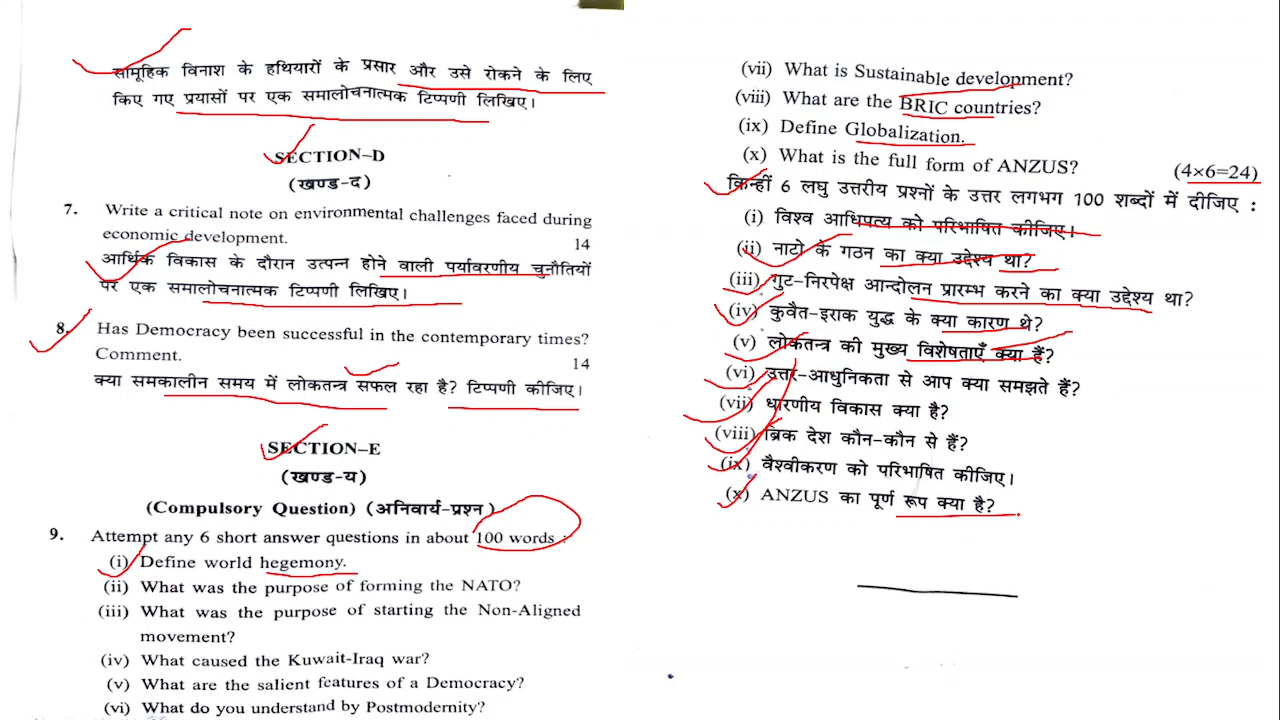 सामूहिक विनाश के हथियारों के प्रसार और उसे रोकने के लिए
किए गए प्रयासों पर एक समालोचनात्मक टिप्पणी लिखिए।
SECTION–D
(खण्ड-द)
7. Write a critical note on environmental challenges faced during
economic development. 14
आर्थिक विकास के दौरान उत्पन्न होने वाली पर्यावरणीय चुनौतियों
पर एक समालोचनात्मक टिप्पणी लिखिए।
8. Has Democracy been successful in the contemporary times?
Comment. 14
क्या समकालीन समय में लोकतन्त्र सफल रहा है? टिप्पणी कीजिए।
SECTION–E
(खण्ड-य)
(Compulsory Question) (अनिवार्य-प्रश्न)
9. Attempt any 6 short answer questions in about 100 words :
(i) Define world hegemony.
(ii) What was the purpose of forming the NATO?
(iii) What was the purpose of starting the Non-Aligned
movement?
(iv) What caused the Kuwait-Iraq war?
(v) What are the salient features of a Democracy?
(vi) What do you understand by Postmodernity?
(vii) What is Sustainable development?
(viii) What are the BRIC countries?
(ix) Define Globalization.
(x) What is the full form of ANZUS? (4×6=24)
किन्हीं 6 लघु उत्तरीय प्रश्नों के उत्तर लगभग 100 शब्दों में दीजिए :
(i) विश्व आधिपत्य को परिभाषित कीजिए।
(ii) नाटो के गठन का क्या उद्देश्य था?
(iii) गुट-निरपेक्ष आन्दोलन प्रारम्भ करने का क्या उद्देश्य था?
(iv) कुवैत-इराक युद्ध के क्या कारण थे?
(v) लोकतन्त्र की मुख्य विशेषताएँ क्या हैं?
(vi) उत्तर-आधुनिकता से आप क्या समझते हैं?
(vii) धारणीय विकास क्या है?
(viii) ब्रिक देश कौन-कौन से हैं?
(ix) वैश्वीकरण को परिभाषित कीजिए।
(x) ANZUS का पूर्ण रूप क्या है?